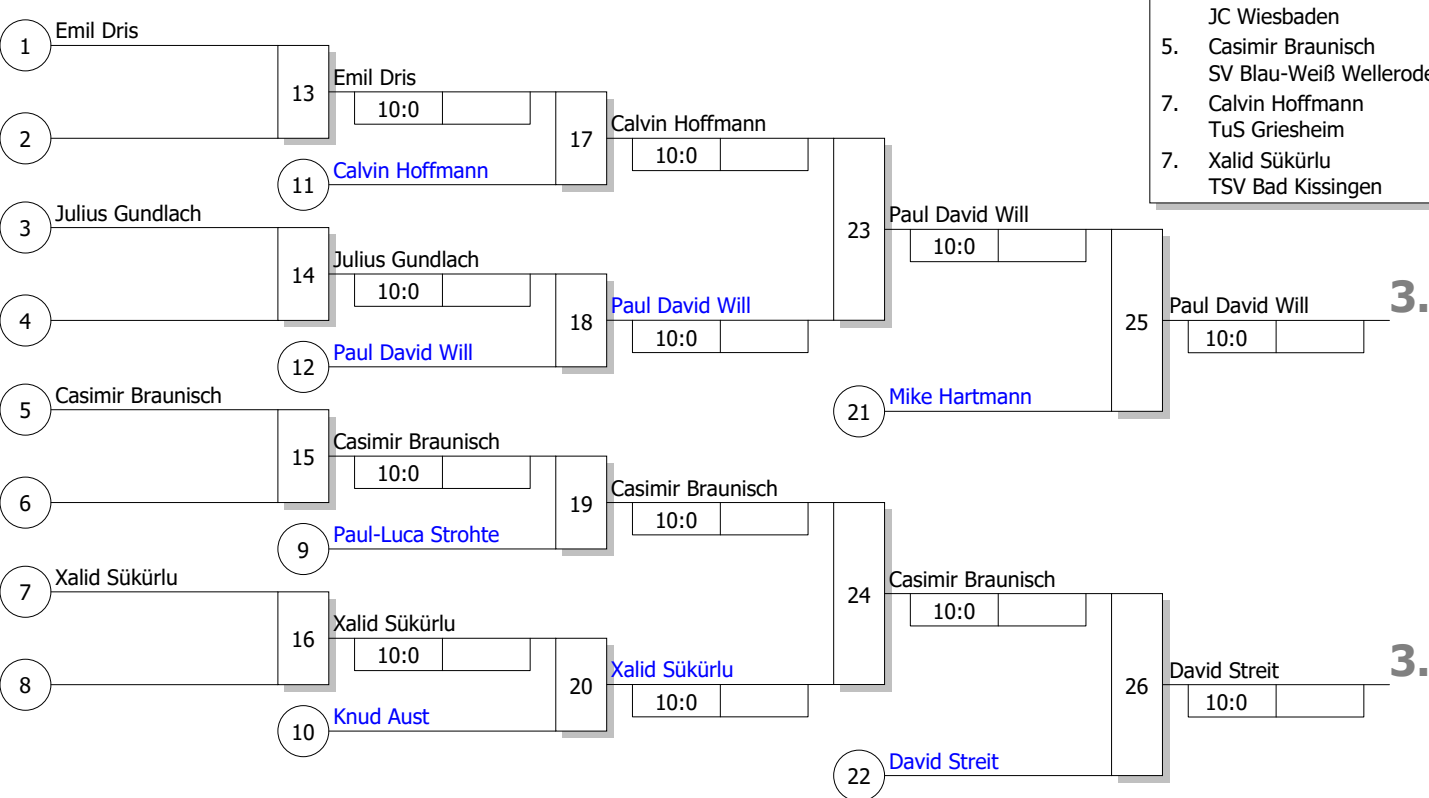 JC Wiesbaden
5. Casimir Braunisch
SV Blau-Weiß Wellerode
7. Calvin Hoffmann
TuS Griesheim
7. Xalid Sükürlu
TSV Bad Kissingen
1 Emil Dris
2
13 Emil Dris
10:0
11 Calvin Hoffmann
17 Calvin Hoffmann
10:0
3 Julius Gundlach
4
14 Julius Gundlach
10:0
12 Paul David Will
18 Paul David Will
10:0
23 Paul David Will
10:0
21 Mike Hartmann
25 Paul David Will
10:0
3.
5 Casimir Braunisch
6
15 Casimir Braunisch
10:0
9 Paul-Luca Strohte
19 Casimir Braunisch
10:0
7 Xalid Sükürlu
8
16 Xalid Sükürlu
10:0
10 Knud Aust
20 Xalid Sükürlu
10:0
24 Casimir Braunisch
10:0
22 David Streit
26 David Streit
10:0
3.